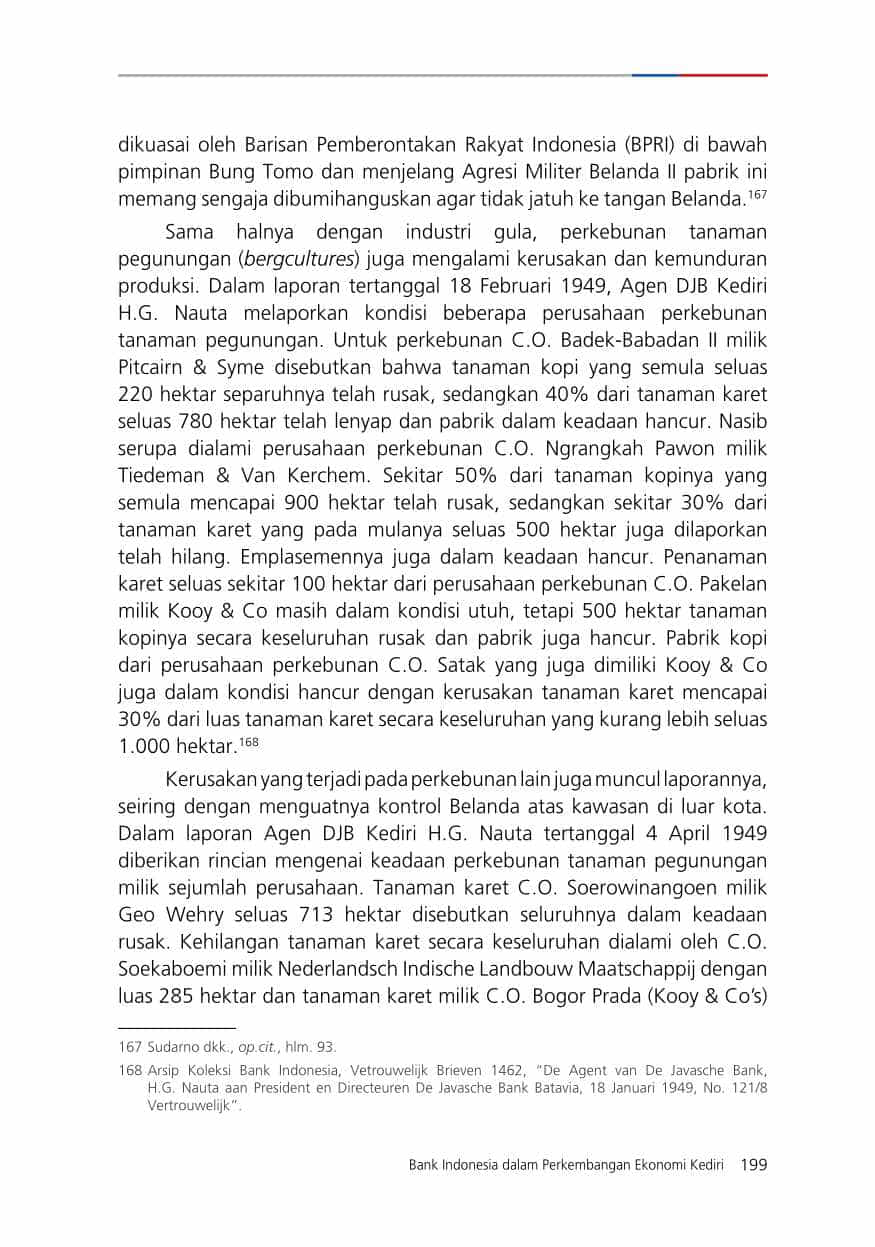 dikuasai oleh Barisan Pemberontakan Rakyat Indonesia (BPRI) di bawah
pimpinan Bung Tomo dan menjelang Agresi Militer Belanda II pabrik ini
memang sengaja dibumihanguskan agar tidak jatuh ke tangan Belanda.167
Sama halnya dengan industri gula, perkebunan tanaman
pegunungan (bergcultures) juga mengalami kerusakan dan kemunduran
produksi. Dalam laporan tertanggal 18 Februari 1949, Agen DJB Kediri
H.G. Nauta melaporkan kondisi beberapa perusahaan perkebunan
tanaman pegunungan. Untuk perkebunan C.O. Badek-Babadan II milik
Pitcairn & Syme disebutkan bahwa tanaman kopi yang semula seluas
220 hektar separuhnya telah rusak, sedangkan 40% dari tanaman karet
seluas 780 hektar telah lenyap dan pabrik dalam keadaan hancur. Nasib
serupa dialami perusahaan perkebunan C.O. Ngrangkah Pawon milik
Tiedeman & Van Kerchem. Sekitar 50% dari tanaman kopinya yang
semula mencapai 900 hektar telah rusak, sedangkan sekitar 30% dari
tanaman karet yang pada mulanya seluas 500 hektar juga dilaporkan
telah hilang. Emplasemennya juga dalam keadaan hancur. Penanaman
karet seluas sekitar 100 hektar dari perusahaan perkebunan C.O. Pakelan
milik Kooy & Co masih dalam kondisi utuh, tetapi 500 hektar tanaman
kopinya secara keseluruhan rusak dan pabrik juga hancur. Pabrik kopi
dari perusahaan perkebunan C.O. Satak yang juga dimiliki Kooy & Co
juga dalam kondisi hancur dengan kerusakan tanaman karet mencapai
30% dari luas tanaman karet secara keseluruhan yang kurang lebih seluas
1.000 hektar.168
Kerusakan yang terjadi pada perkebunan lain juga muncul laporannya,
seiring dengan menguatnya kontrol Belanda atas kawasan di luar kota.
Dalam laporan Agen DJB Kediri H.G. Nauta tertanggal 4 April 1949
diberikan rincian mengenai keadaan perkebunan tanaman pegunungan
milik sejumlah perusahaan. Tanaman karet C.O. Soerowinangoen milik
Geo Wehry seluas 713 hektar disebutkan seluruhnya dalam keadaan
rusak. Kehilangan tanaman karet secara keseluruhan dialami oleh C.O.
Soekaboemi milik Nederlandsch Indische Landbouw Maatschappij dengan
luas 285 hektar dan tanaman karet milik C.O. Bogor Prada (Kooy & Co’s)
167 Sudarno dkk., op.cit., hlm. 93.
168 Arsip Koleksi Bank Indonesia, Vetrouwelijk Brieven 1462, “De Agent van De Javasche Bank,
H.G. Nauta aan President en Directeuren De Javasche Bank Batavia, 18 Januari 1949, No. 121/8
Vertrouwelijk”.
Bank Indonesia dalam Perkembangan Ekonomi Kediri 199